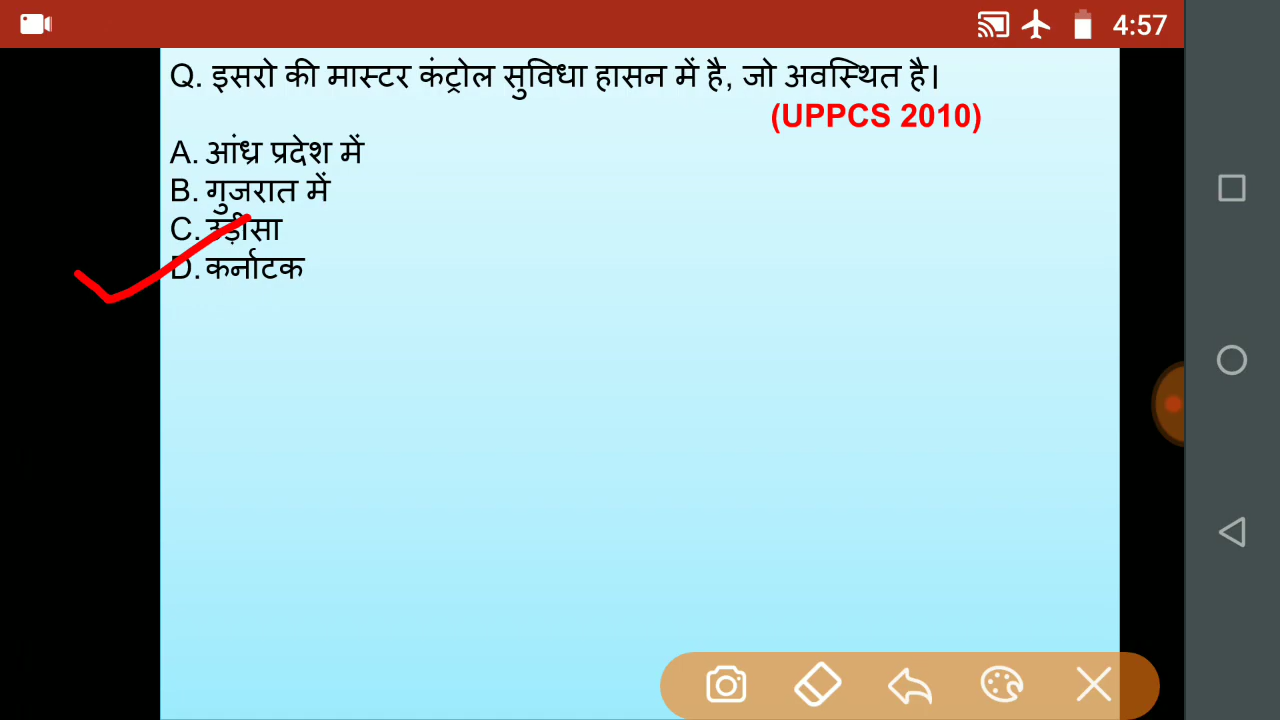 4:57
Q. इसरो की मास्टर कंट्रोल सुविधा हासन में है, जो अवस्थित है।
(UPPCS 2010)
A. आंध्र प्रदेश में
B. गुजरात में
C. उड़ीसा
D. कर्नाटक